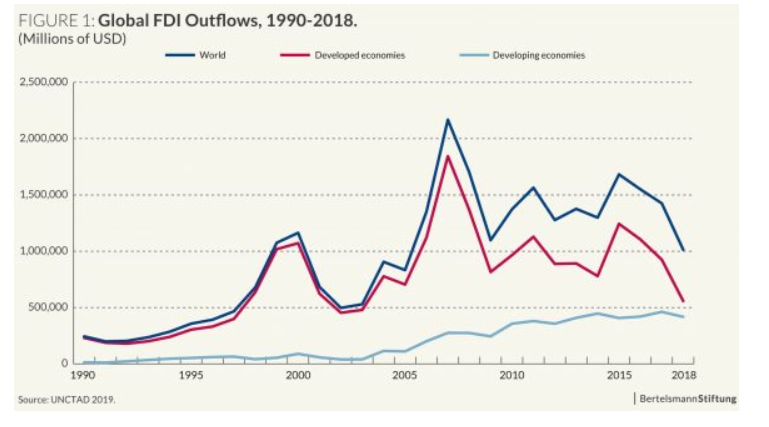 FIGURE 1: Global FDI Outflows, 1990-2018.
(Millions of USD)
World Developed economies Developing economies
2,500,000
2,000,000
1,500,000
1,000,000
500,000
0
1990 1995 2000 2005 2010 2015 2018
Source: UNCTAD 2019.
BertelsmannStiftung